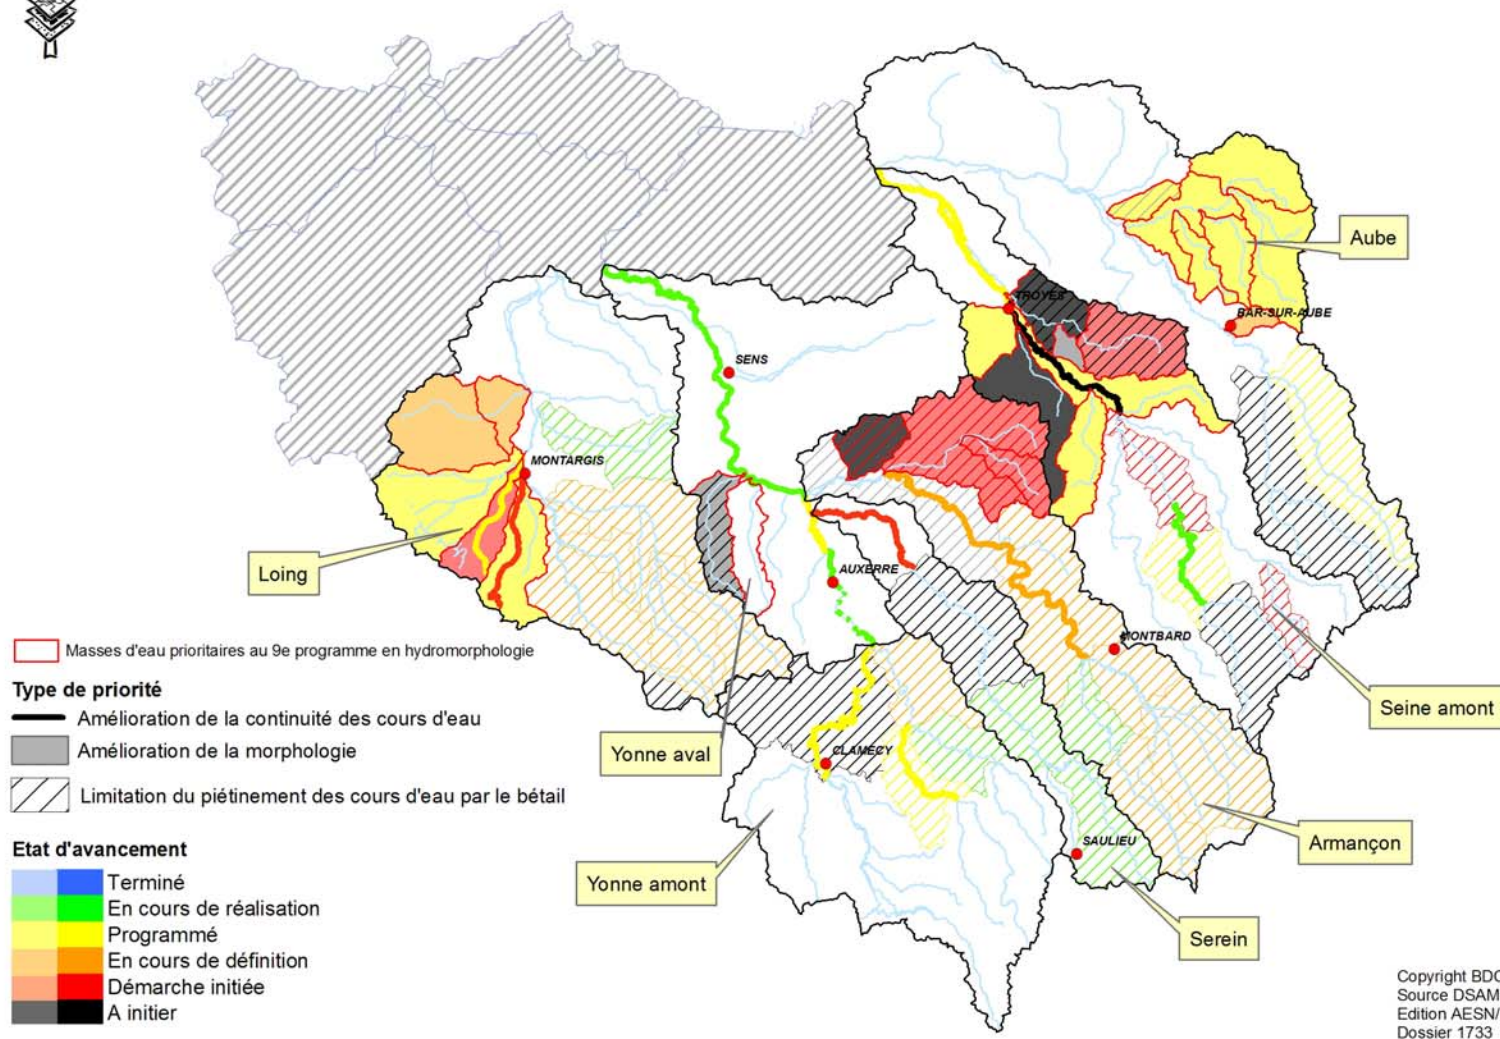 Aube
TROYES
BAR-SUR-AUBE
SENS
MONTARGIS
Loing
AUXERRE
MONTBARD
Masses d'eau prioritaires au 9e programme en hydromorphologie
Type de priorité
Amélioration de la continuité des cours d'eau
Amélioration de la morphologie
Limitation du piétinement des cours d'eau par le bétail
Seine amont
Yonne aval
CLAMECY
SAULIEU
Armançon
Yonne amont
Serein
Etat d'avancement
Terminé
En cours de réalisation
Programmé
En cours de définition
Démarche initiée
A initier
Copyright BDC
Source DSAM
Edition AESN/
Dossier 1733